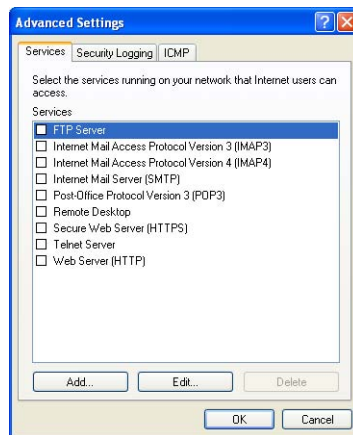 Advanced Settings
Services Security Logging ICMP
Select the services running on your network that Internet users can
access.
Services
FTP Server
Internet Mail Access Protocol Version 3 (IMAP3)
Internet Mail Access Protocol Version 4 (IMAP4)
Internet Mail Server (SMTP)
Post-Office Protocol Version 3 (POP3)
Remote Desktop
Secure Web Server (HTTPS)
Telnet Server
Web Server (HTTP)
Add... Edit... Delete
OK Cancel